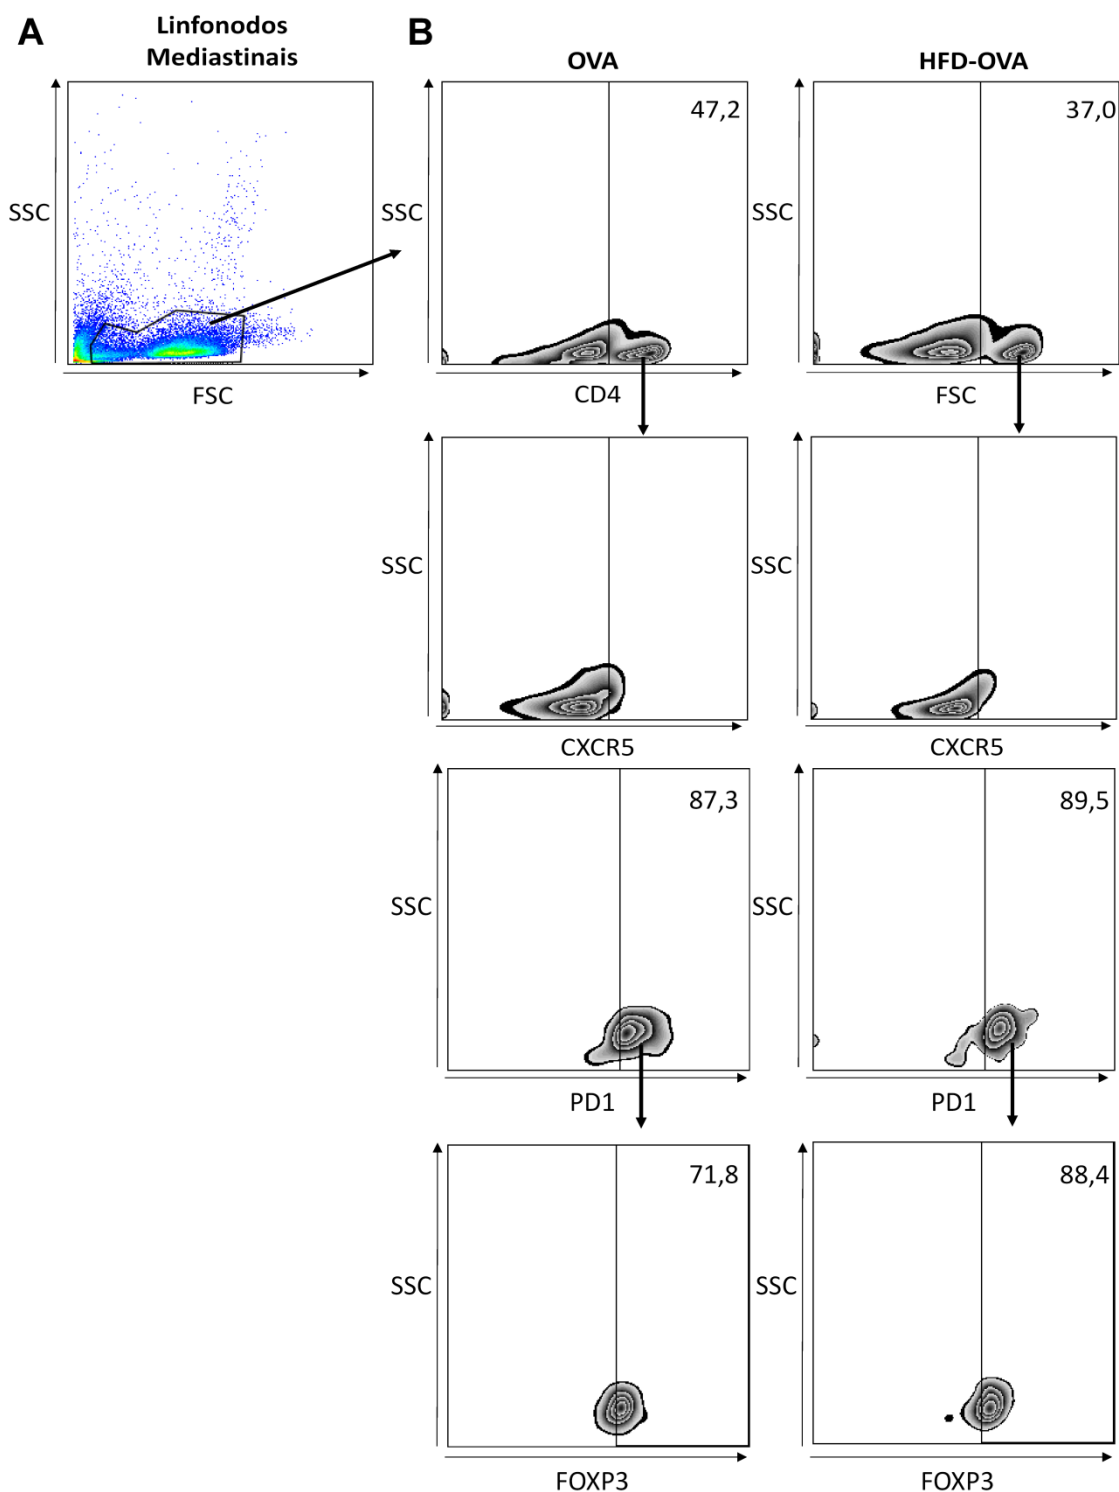 A
Linfonodos
Mediastinais
SSC
FSC
B
OVA
HFD-OVA
47,2
37,0
SSC
SSC
CD4
FSC
SSC
SSC
CXCR5
CXCR5
87,3
89,5
SSC
SSC
PD1
PD1
71,8
88,4
SSC
SSC
FOXP3
FOXP3